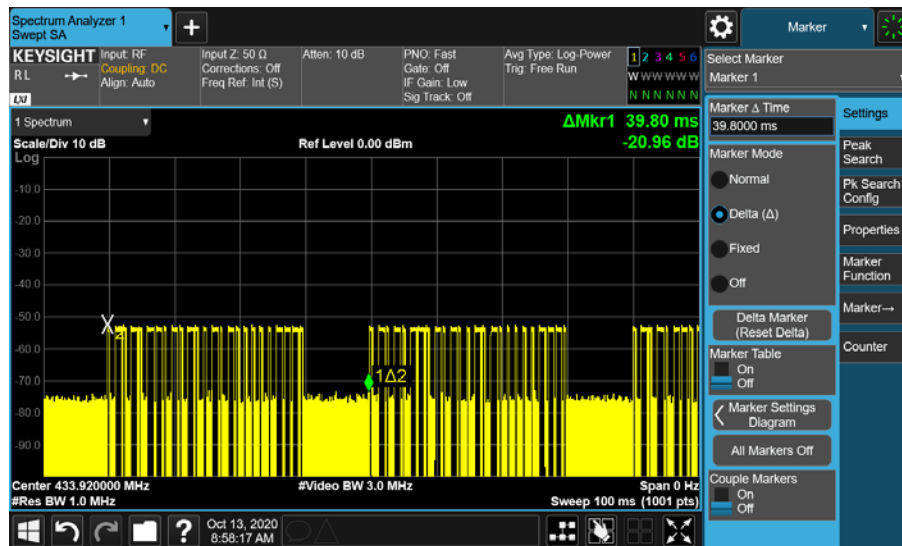 Spectrum Analyzer 1
Swept SA
Marker
KEYSIGHT
RL
LXI
Input: RF
Coupling: DC
Align: Auto
Input Z: 50 Ω
Corrections: Off
Freq Ref: Int (S)
Atten: 10 dB
PNO: Fast
Gate: Off
IF Gain: Low
Sig Track: Off
Avg Type: Log-Power
Trig: Free Run
1 2 3 4 5 6
W W W W W W
N N N N N N
Select Marker
Marker 1
1 Spectrum
ΔMkr1 39.80 ms
-20.96 dB
Scale/Div 10 dB
Ref Level 0.00 dBm
Log
-10.0
-20.0
-30.0
-40.0
-50.0
-60.0
-70.0
-80.0
-90.0
2
1Δ2
Center 433.920000 MHz
#Video BW 3.0 MHz
Span 0 Hz
#Res BW 1.0 MHz
Sweep 100 ms (1001 pts)
Marker Δ Time
39.8000 ms
Marker Mode
Normal
Delta (Δ)
Fixed
Off
Delta Marker
(Reset Delta)
Marker Table
On
Off
Marker Settings
Diagram
All Markers Off
Couple Markers
On
Off
Settings
Peak
Search
Pk Search
Config
Properties
Marker
Function
Marker→
Counter
?
Oct 13, 2020
8:58:17 AM